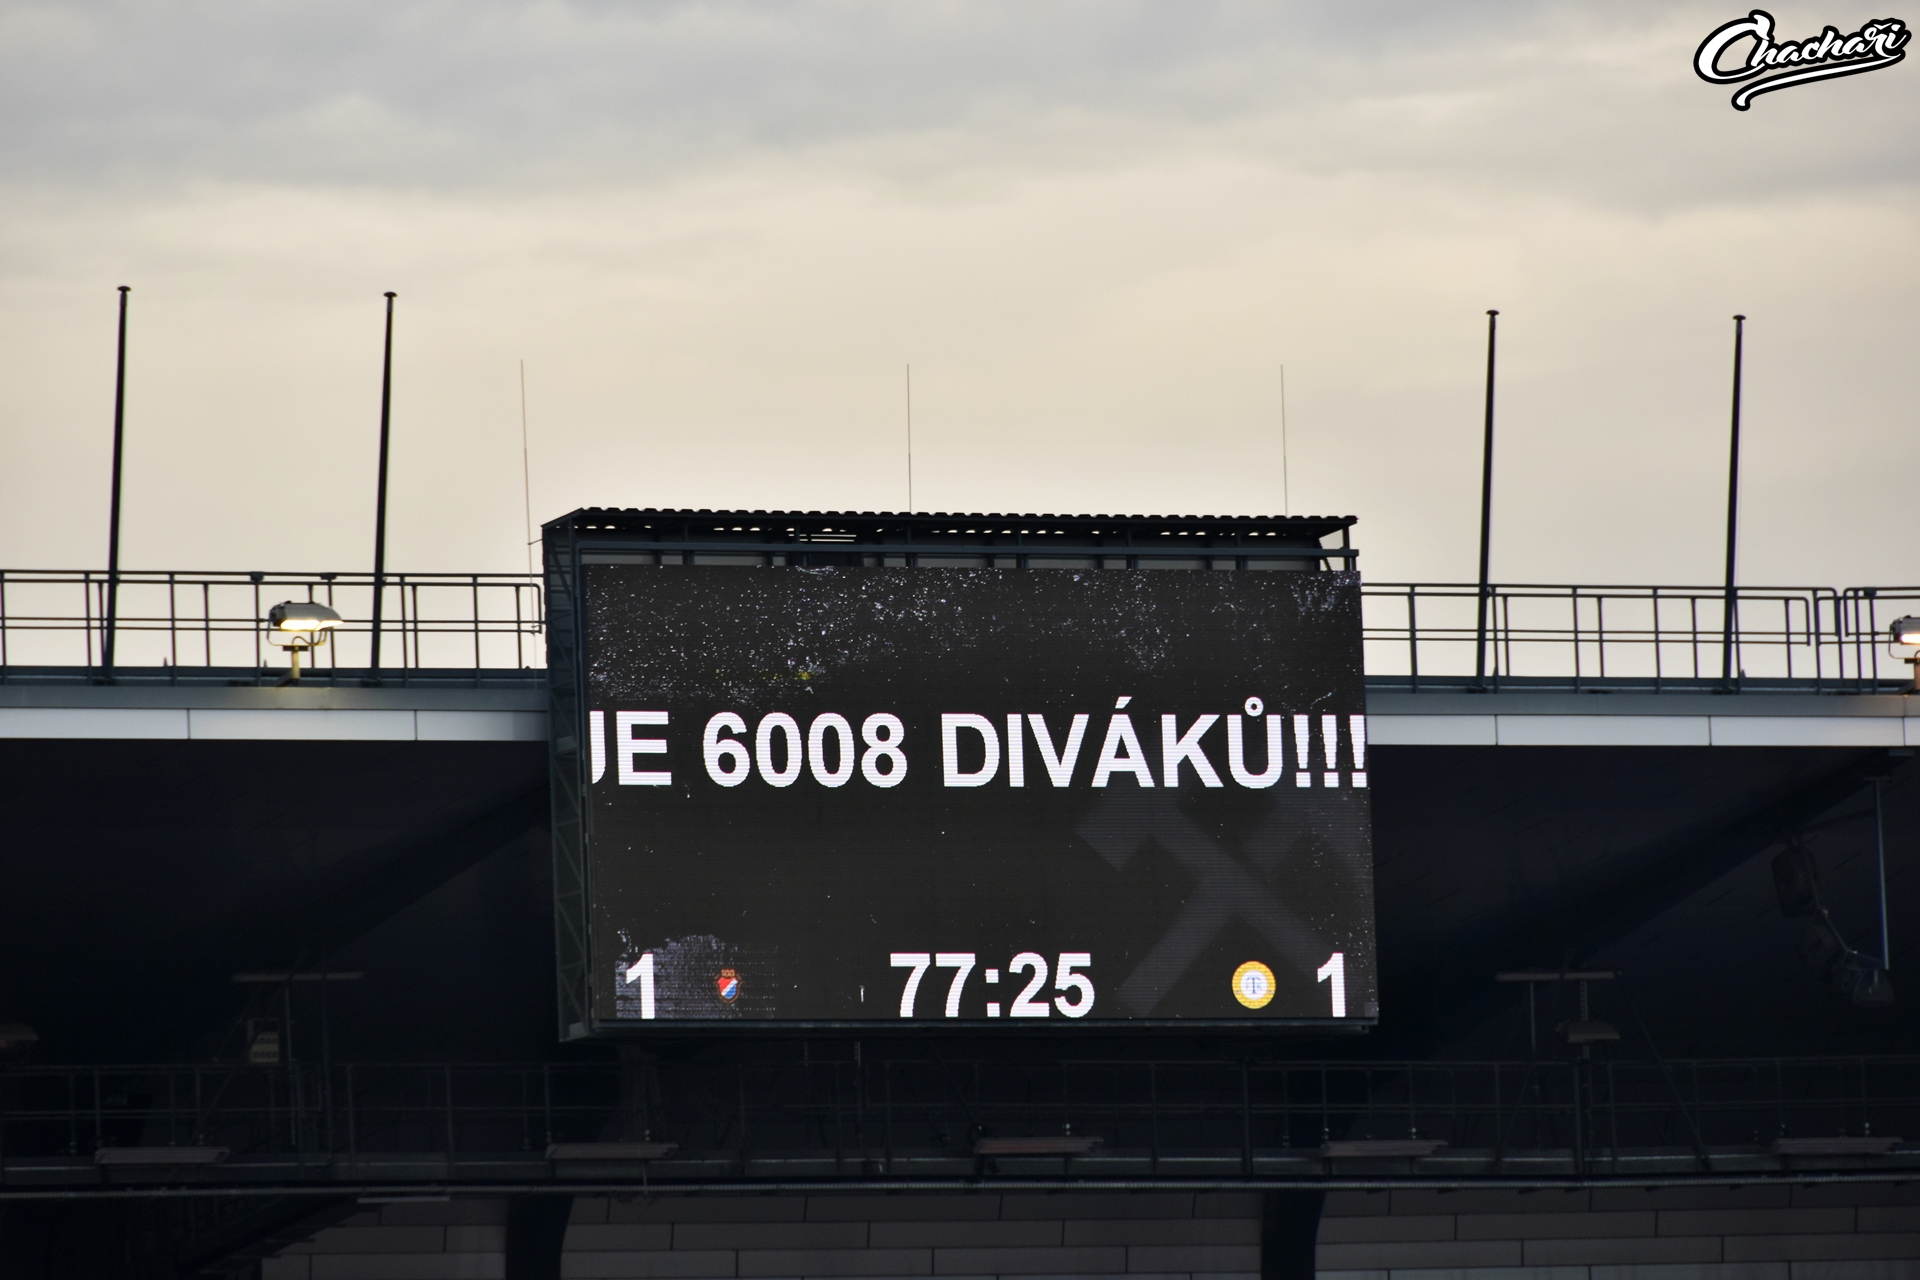 Chachaři
JE 6008 DIVÁKŮ!!!
1 77:25 1